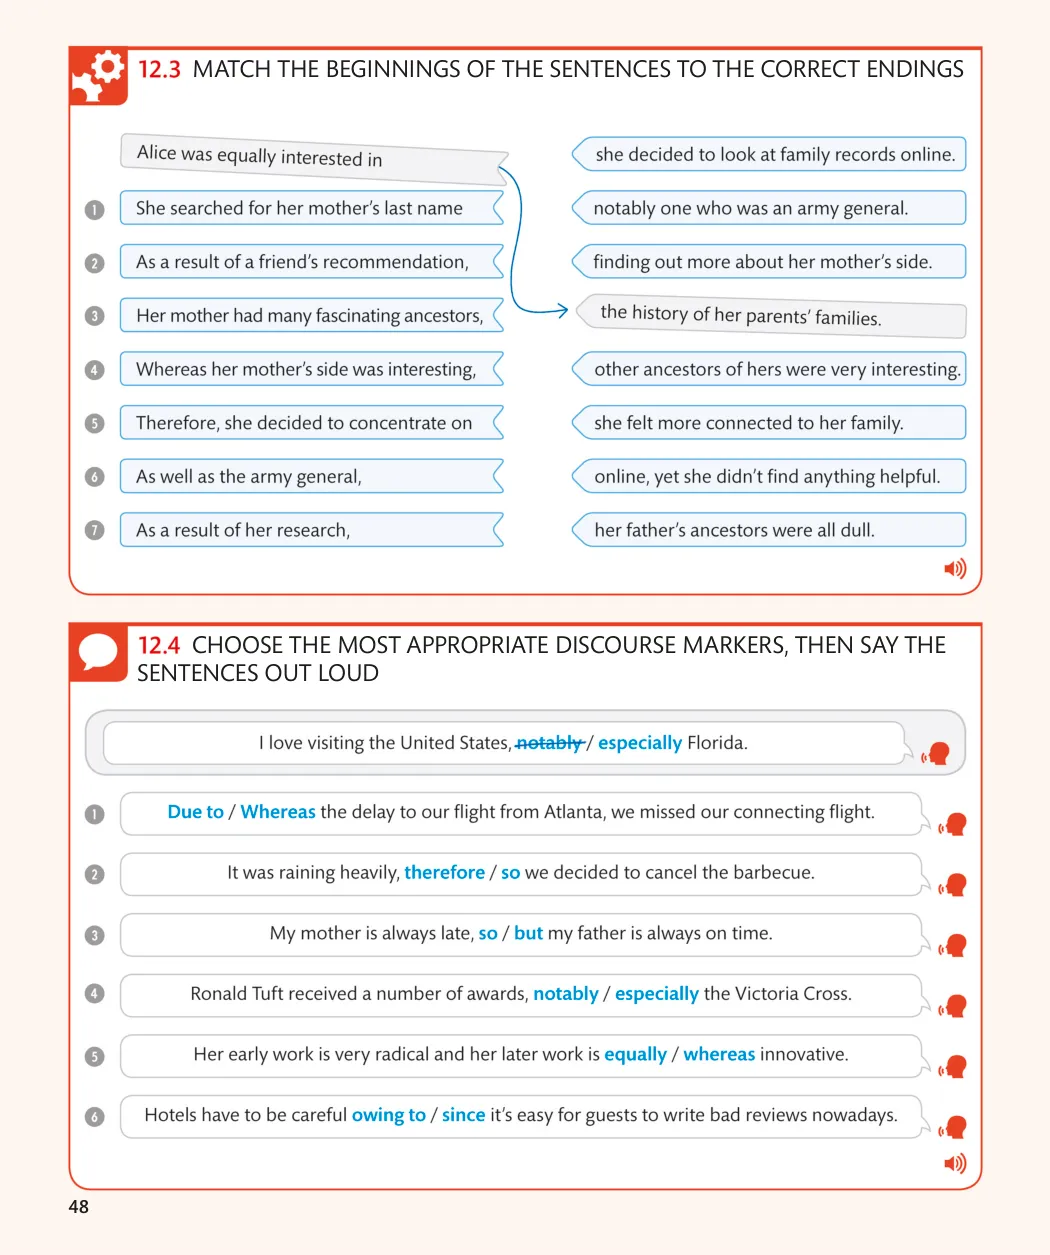 12.3 MATCH THE BEGINNINGS OF THE SENTENCES TO THE CORRECT ENDINGS
Alice was equally interested in
she decided to look at family records online.
1 She searched for her mother’s last name
notably one who was an army general.
2 As a result of a friend’s recommendation,
finding out more about her mother’s side.
3 Her mother had many fascinating ancestors,
the history of her parents’ families.
4 Whereas her mother’s side was interesting,
other ancestors of hers were very interesting.
5 Therefore, she decided to concentrate on
she felt more connected to her family.
6 As well as the army general,
online, yet she didn’t find anything helpful.
7 As a result of her research,
her father’s ancestors were all dull.
12.4 CHOOSE THE MOST APPROPRIATE DISCOURSE MARKERS, THEN SAY THE
SENTENCES OUT LOUD
I love visiting the United States, notably / especially Florida.
1 Due to / Whereas the delay to our flight from Atlanta, we missed our connecting flight.
2 It was raining heavily, therefore / so we decided to cancel the barbecue.
3 My mother is always late, so / but my father is always on time.
4 Ronald Tuft received a number of awards, notably / especially the Victoria Cross.
5 Her early work is very radical and her later work is equally / whereas innovative.
6 Hotels have to be careful owing to / since it’s easy for guests to write bad reviews nowadays.
48